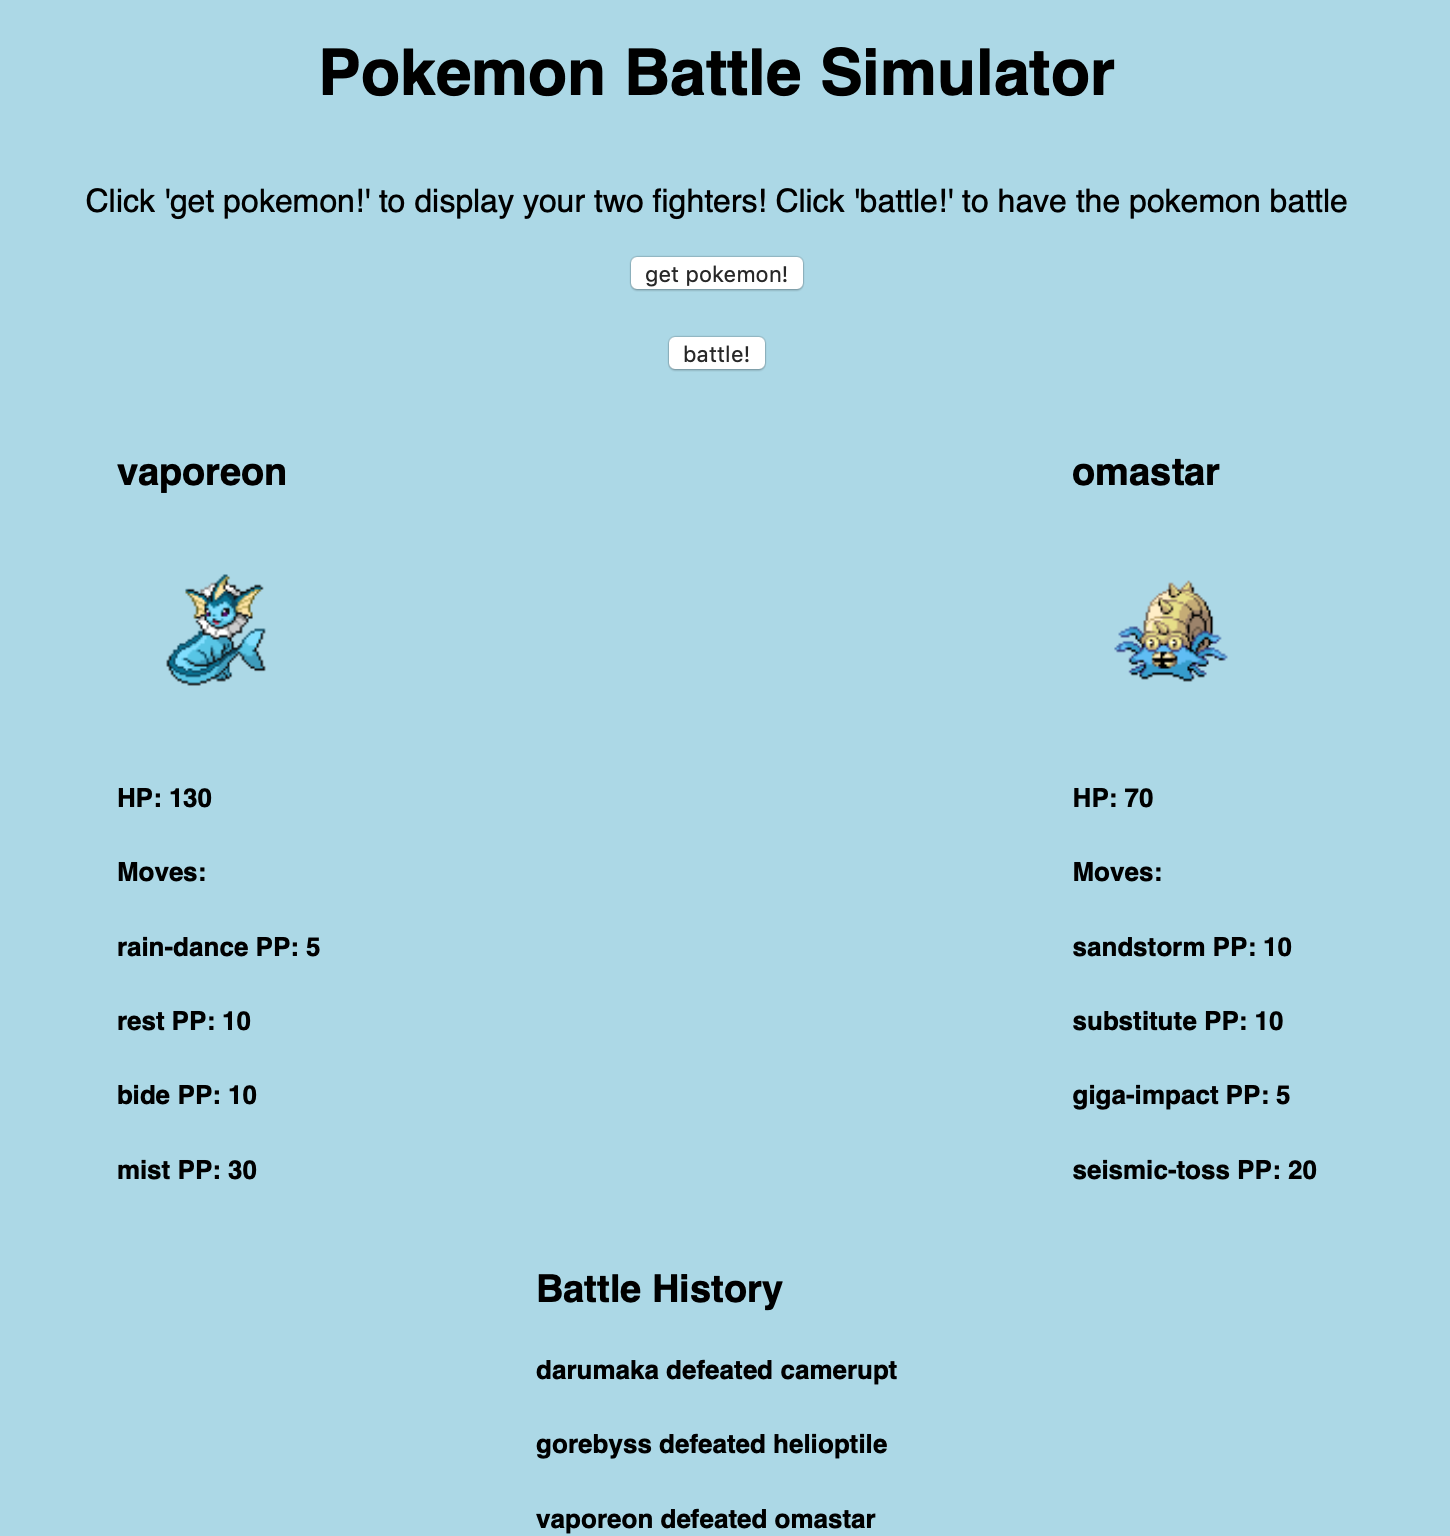 Pokemon Battle Simulator
Click 'get pokemon!' to display your two fighters! Click 'battle!' to have the pokemon battle
get pokemon!
battle!
vaporeon
HP: 130
Moves:
rain-dance PP: 5
rest PP: 10
bide PP: 10
mist PP: 30
omastar
HP: 70
Moves:
sandstorm PP: 10
substitute PP: 10
giga-impact PP: 5
seismic-toss PP: 20
Battle History
darumaka defeated camerupt
gorebyss defeated helioptile
vaporeon defeated omastar